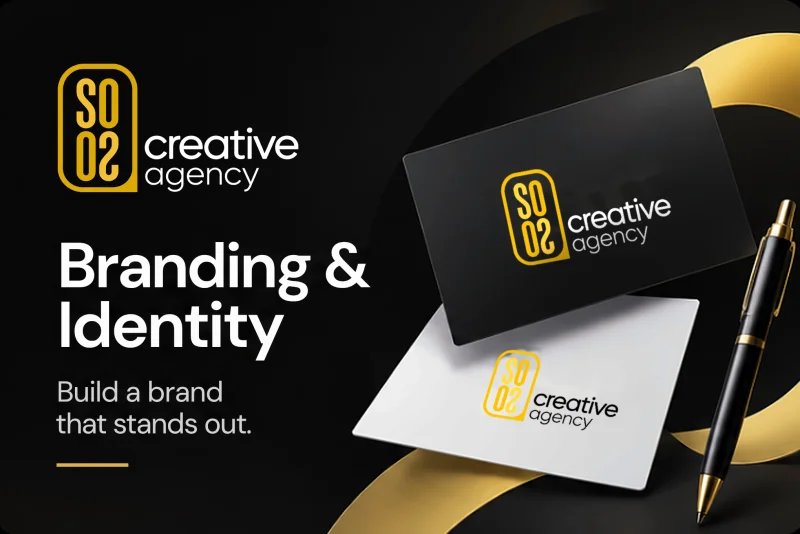 SO
OS
creative
agency
Branding &
Identity
Build a brand
that stands out.
SO
OS
creative
agency
SO
OS
creative
agency